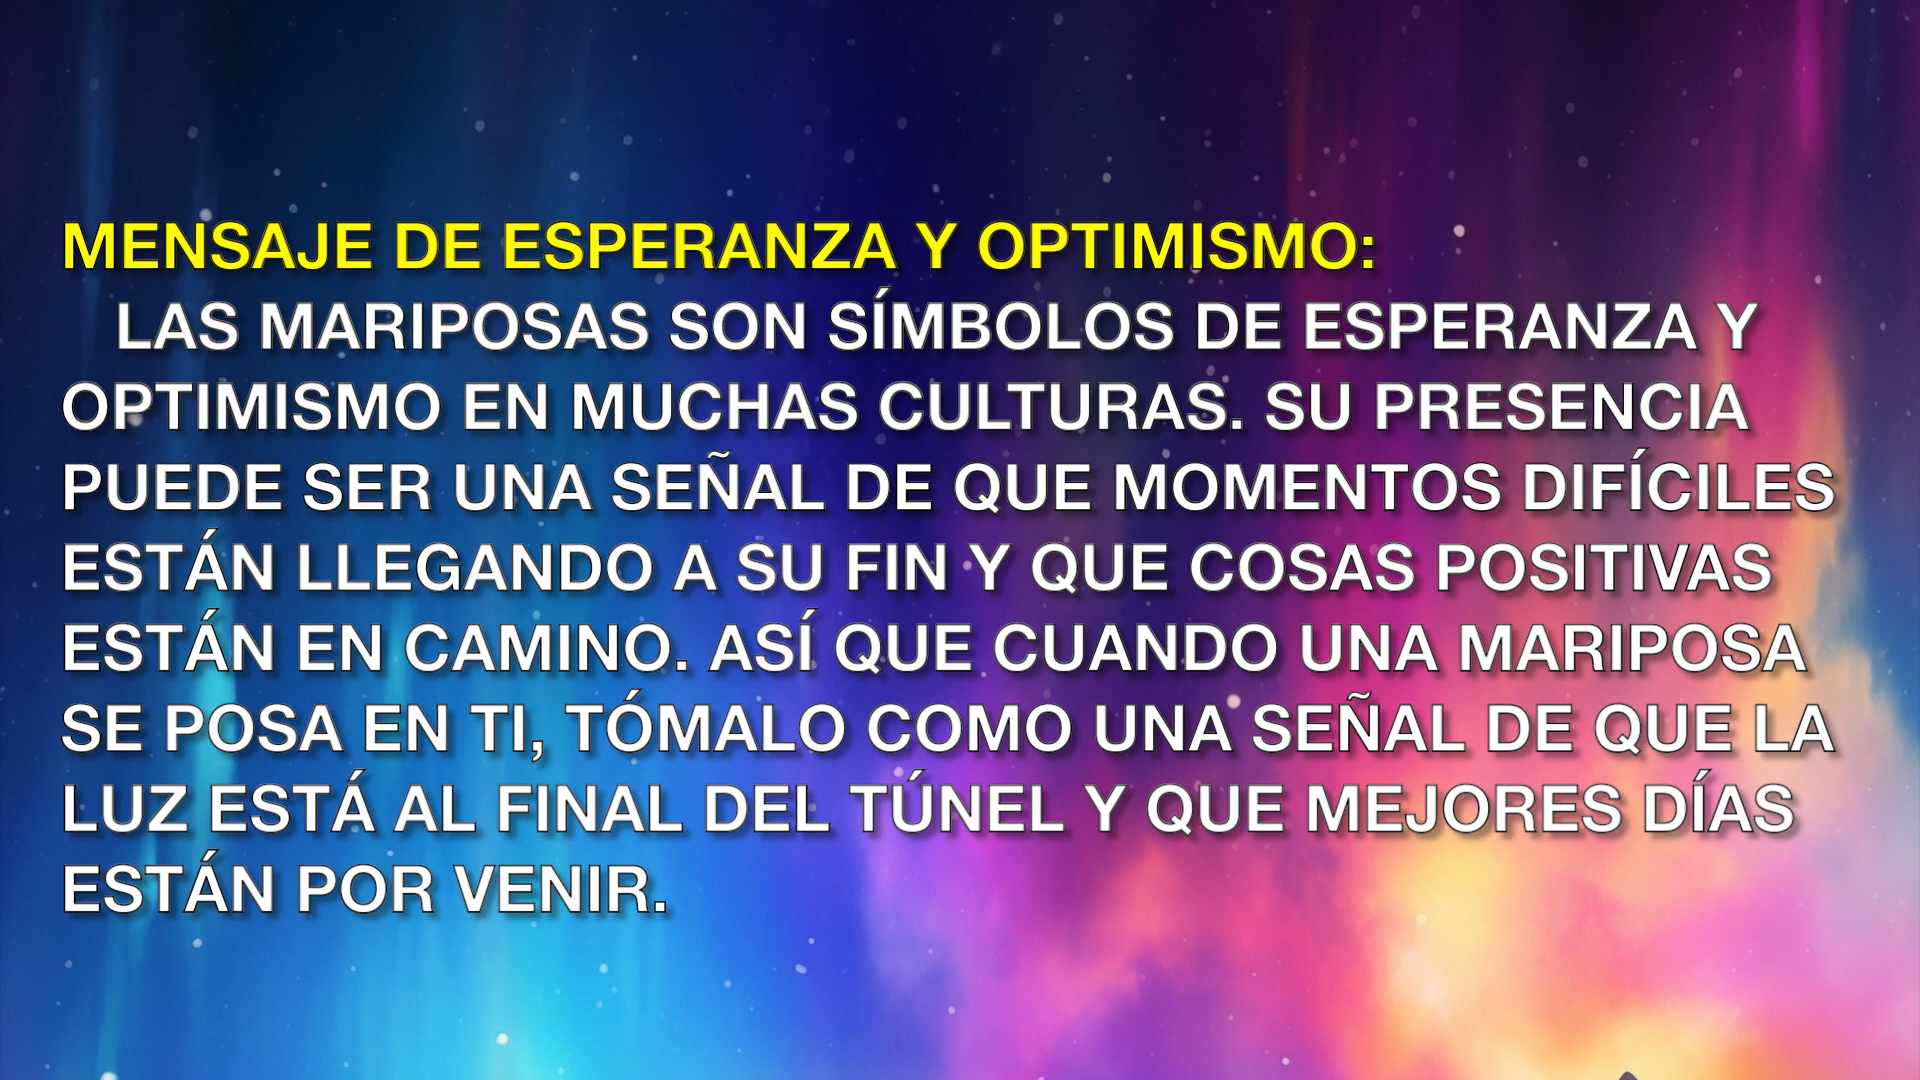 MENSAJE DE ESPERANZA Y OPTIMISMO:
LAS MARIPOSAS SON SÍMBOLOS DE ESPERANZA Y
OPTIMISMO EN MUCHAS CULTURAS. SU PRESENCIA
PUEDE SER UNA SEÑAL DE QUE MOMENTOS DIFÍCILES
ESTÁN LLEGANDO A SU FIN Y QUE COSAS POSITIVAS
ESTÁN EN CAMINO. ASÍ QUE CUANDO UNA MARIPOSA
SE POSA EN TI, TÓMALO COMO UNA SEÑAL DE QUE LA
LUZ ESTÁ AL FINAL DEL TÚNEL Y QUE MEJORES DÍAS
ESTÁN POR VENIR.